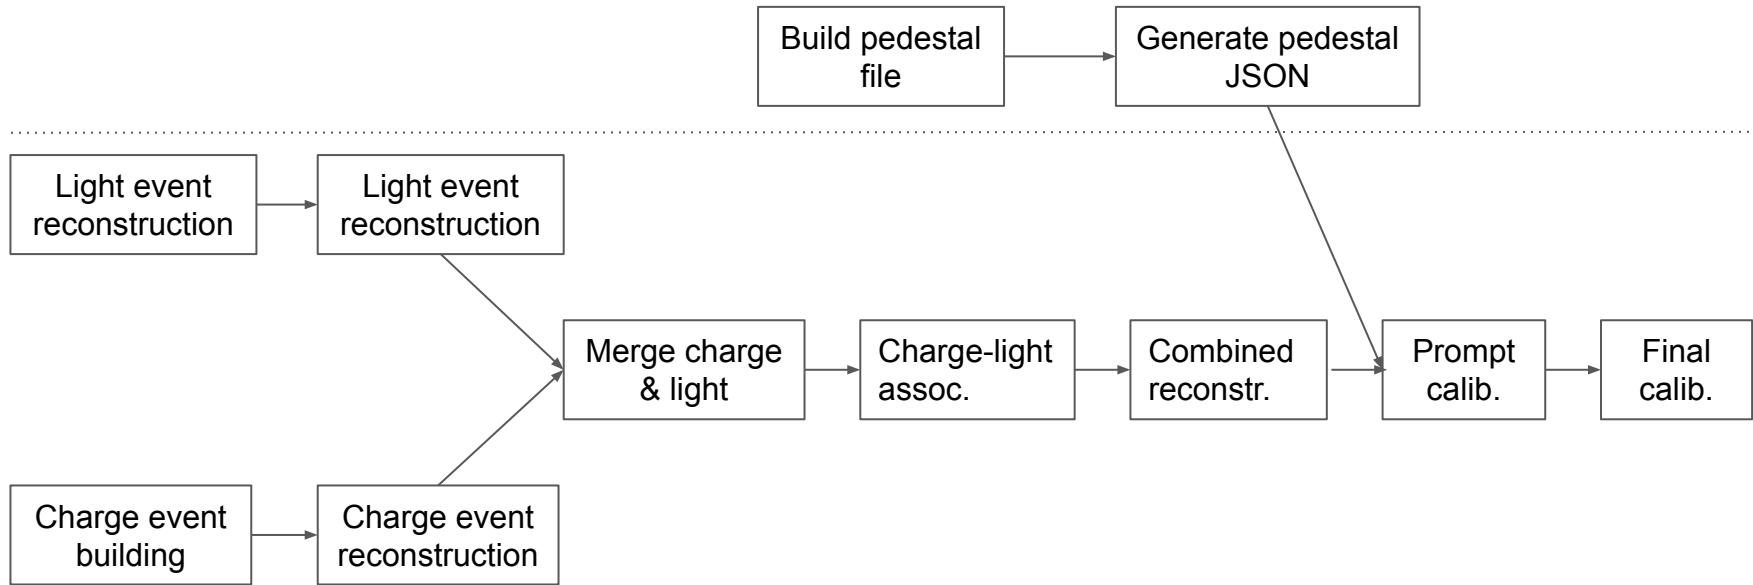 Build pedestal
file
Generate pedestal
JSON
Light event
reconstruction
Light event
reconstruction
Merge charge
& light
Charge-light
assoc.
Combined
reconstr.
Prompt
calib.
Final
calib.
Charge event
building
Charge event
reconstruction